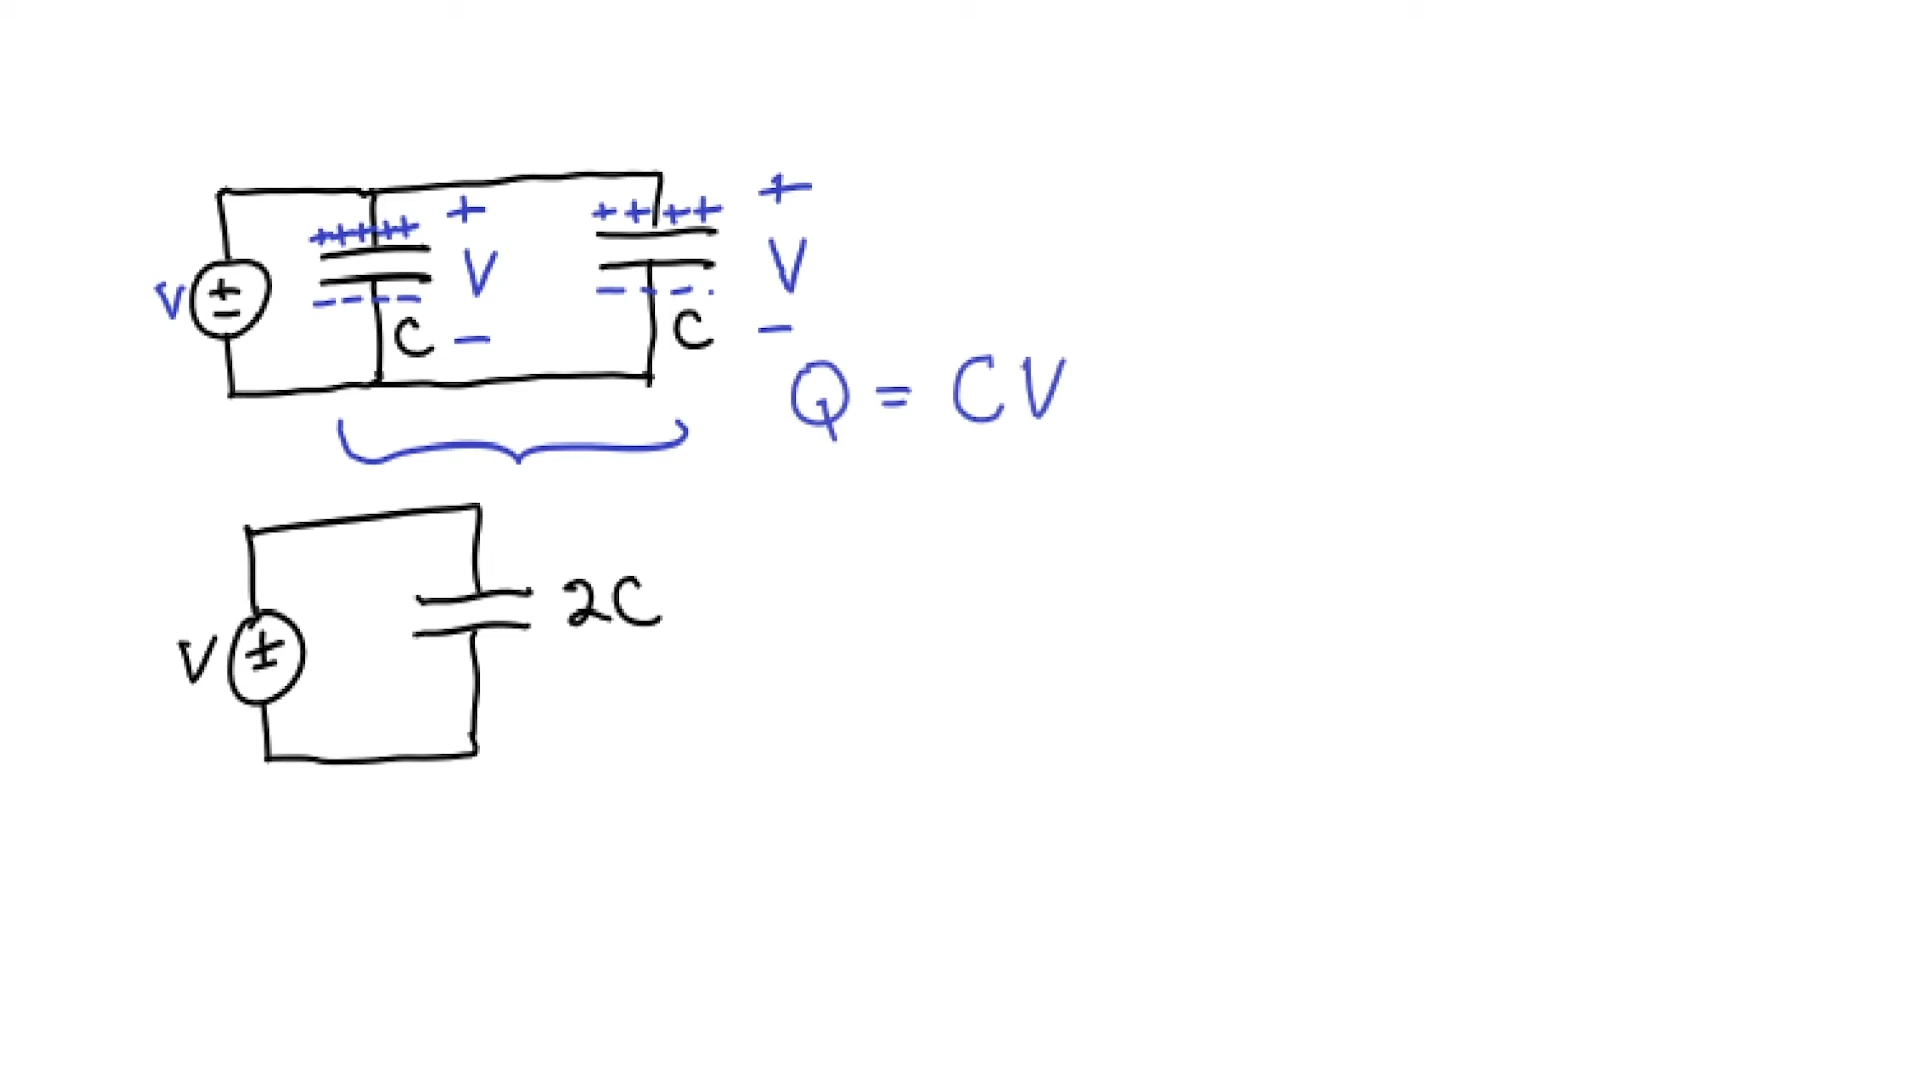 + + + + + + + + + + +
V ± V V
- - - - - - - -
C - C -
Q = CV
2C
V ±